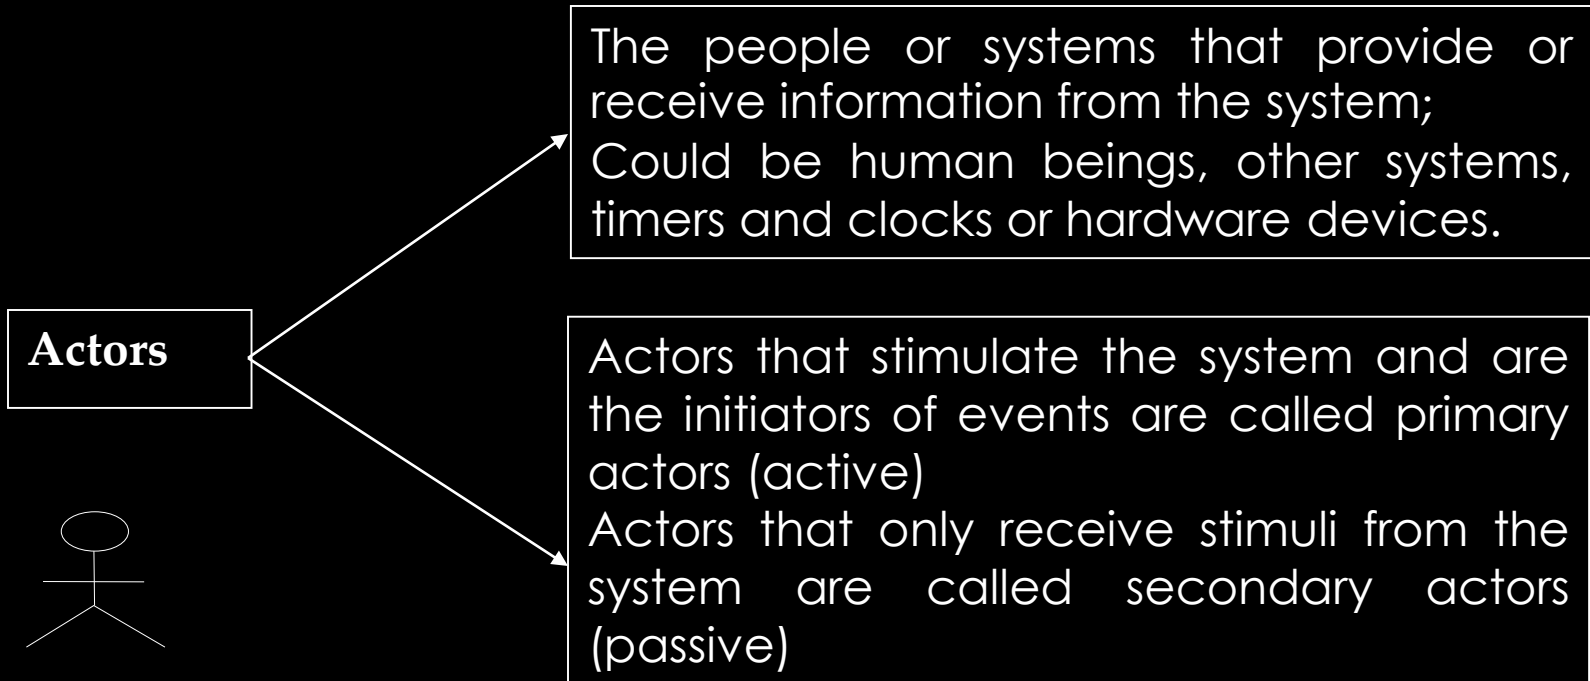 The people or systems that provide or
receive information from the system;
Could be human beings, other systems,
timers and clocks or hardware devices.
Actors
Actors that stimulate the system and are
the initiators of events are called primary
actors (active)
Actors that only receive stimuli from the
system are called secondary actors
(passive)